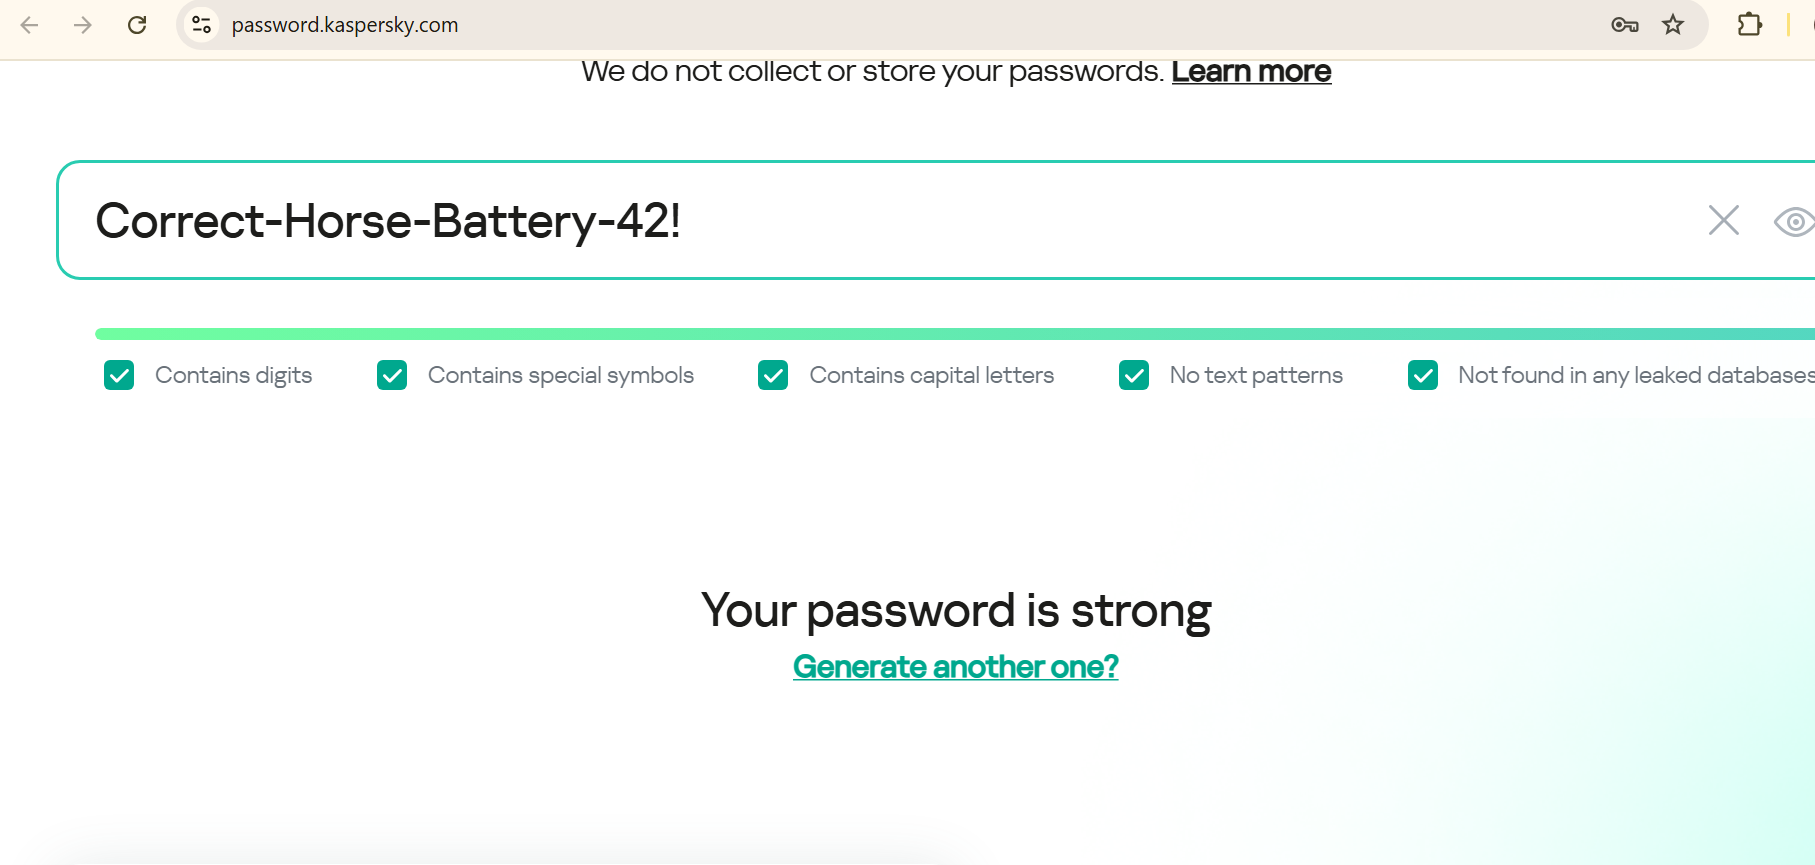 password.kaspersky.com
We do not collect or store your passwords. Learn more
Correct-Horse-Battery-42!
Contains digits
Contains special symbols
Contains capital letters
No text patterns
Not found in any leaked databases
Your password is strong
Generate another one?